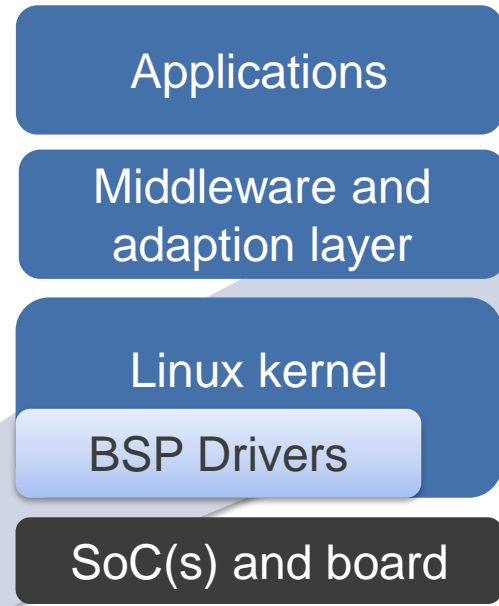 Applications
Middleware and
adaption layer
Linux kernel
BSP Drivers
SoC(s) and board